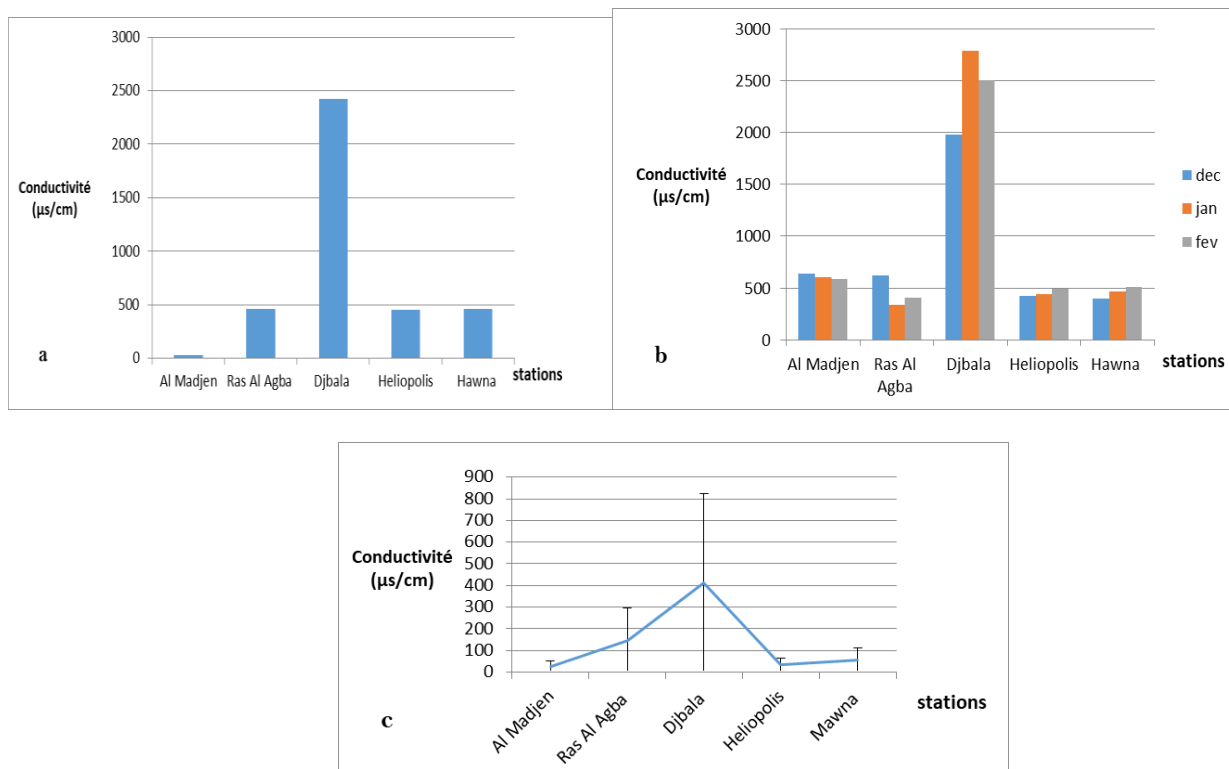 3000
2500
2000
Conductivité
(µs/cm)
1500
1000
500
0
a
Al Madjen Ras Al Agba Djbala Heliopolis Hawna
stations
3000
2500
2000
Conductivité
(µs/cm)
1500
1000
500
0
b
Al Madjen Ras Al Agba Djbala Heliopolis Hawna
stations
dec
jan
fev
900
800
700
600
Conductivité
(µs/cm)
500
400
300
200
100
0
c
Al Madjen
Ras Al Agba
Djbala
Heliopolis
Mawna
stations